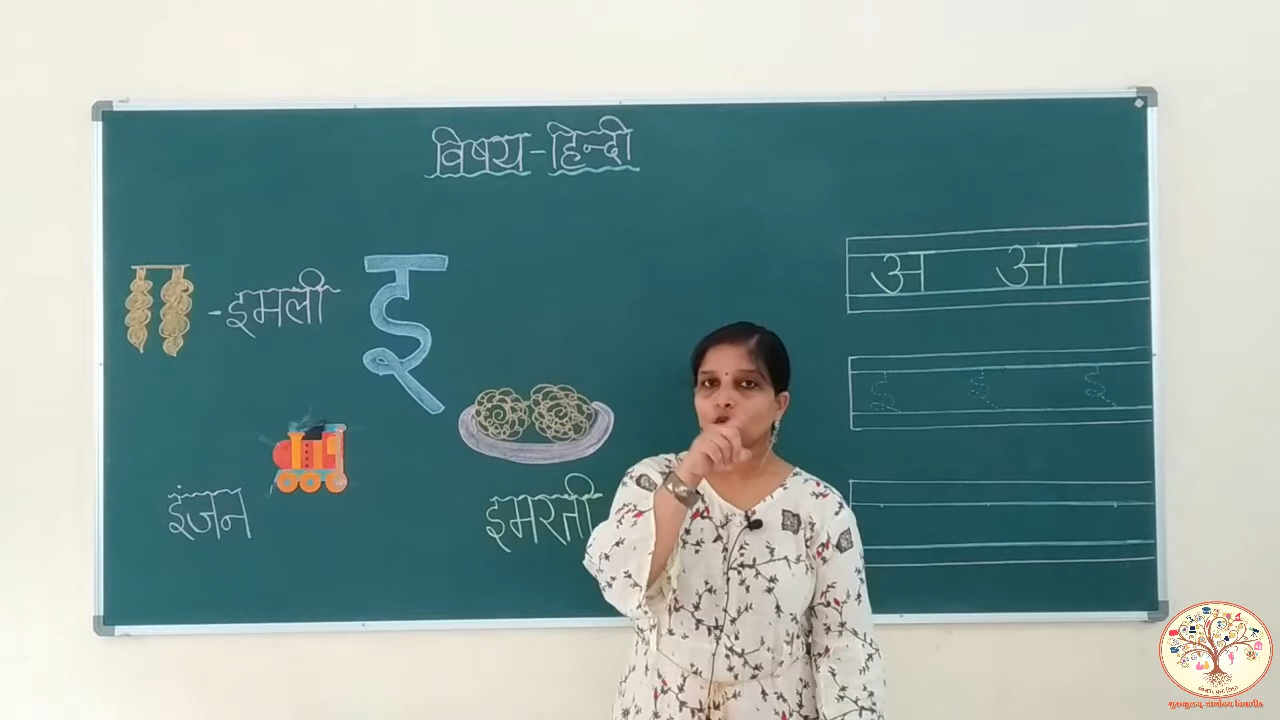 विषय - हिन्दी
- इमली
इ
इंजन
इमरती
अ आ
इ इ इ